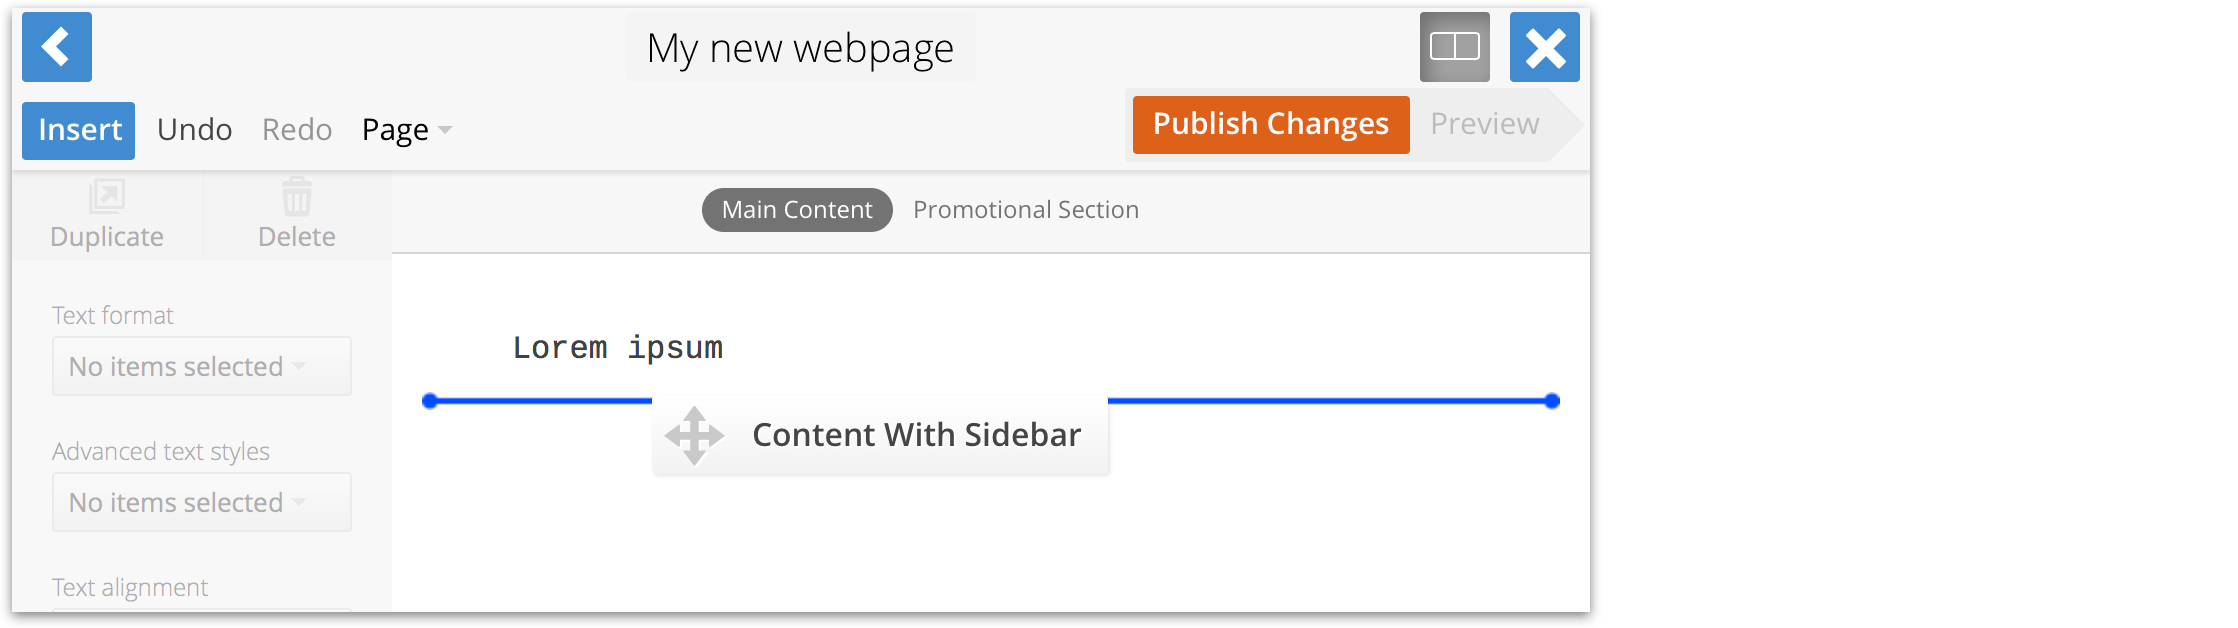 My new webpage
Insert Undo Redo Page
Publish Changes Preview
Duplicate Delete
Main Content Promotional Section
Text format
No items selected
Advanced text styles
No items selected
Text alignment
Lorem ipsum
Content With Sidebar